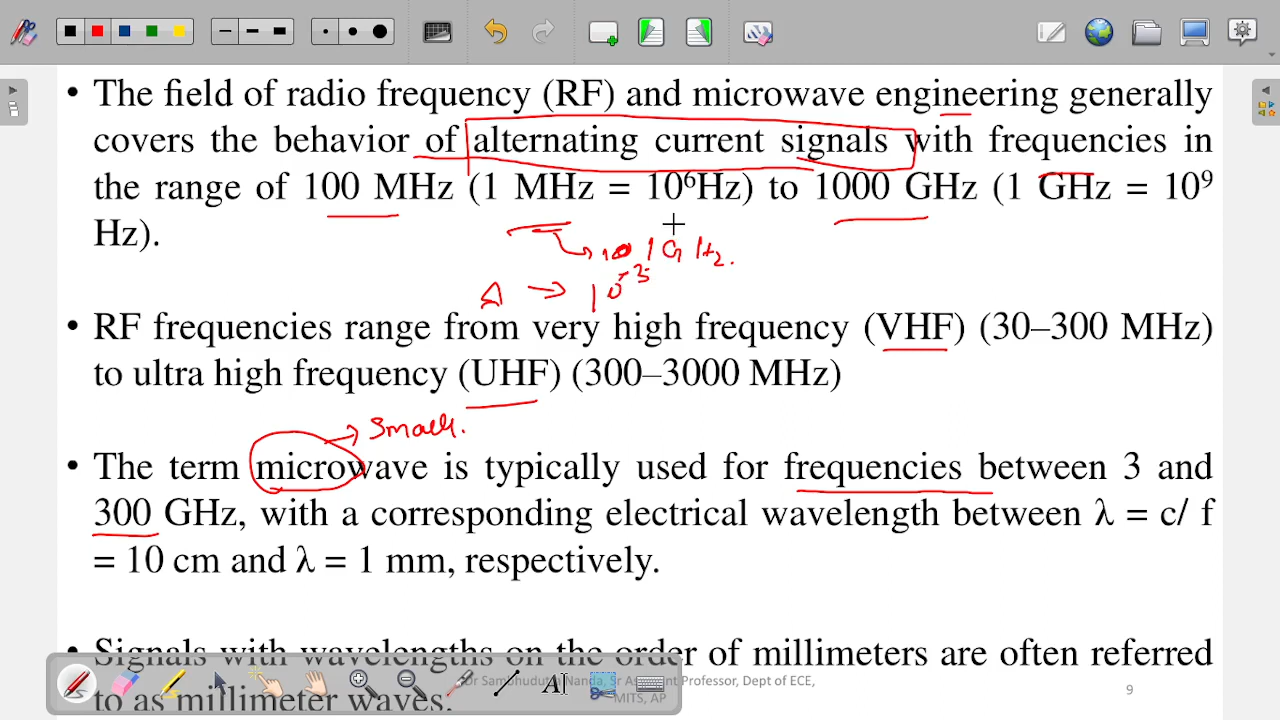 • The field of radio frequency (RF) and microwave engineering generally
covers the behavior of alternating current signals with frequencies in
the range of 100 MHz (1 MHz = 10⁶Hz) to 1000 GHz (1 GHz = 10⁹
Hz).
1 G Hz.
→ 10⁻³
• RF frequencies range from very high frequency (VHF) (30–300 MHz)
to ultra high frequency (UHF) (300–3000 MHz)
→ Small.
• The term microwave is typically used for frequencies between 3 and
300 GHz, with a corresponding electrical wavelength between λ = c/ f
= 10 cm and λ = 1 mm, respectively.
• Signals with wavelengths on the order of millimeters are often referred
to as millimeter waves.
Professor, Dept of ECE,
MITS, AP
9